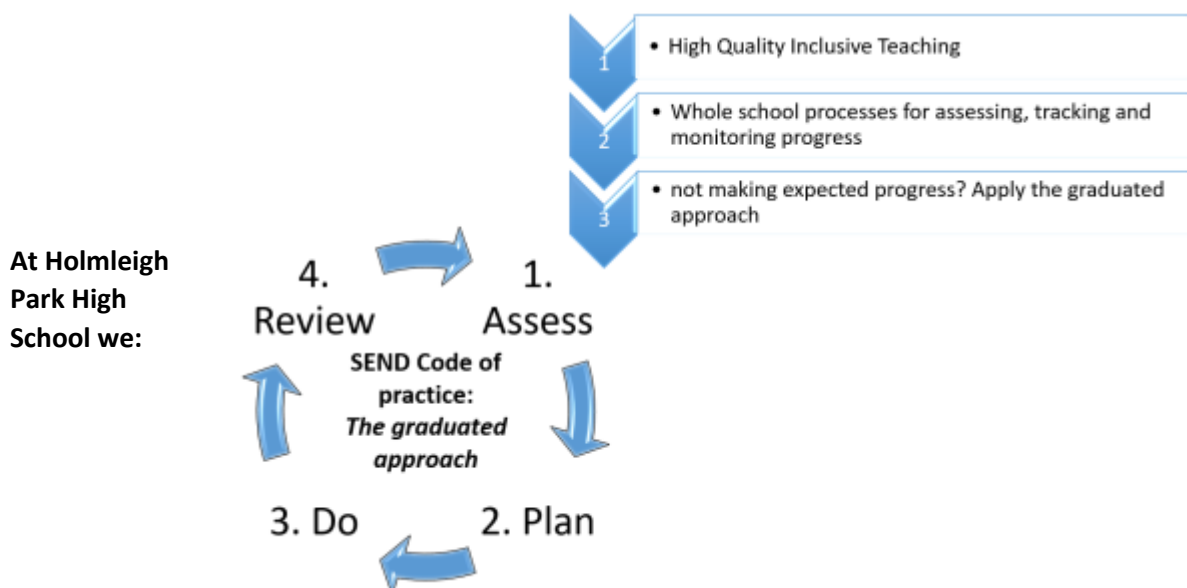 1
• High Quality Inclusive Teaching
2
• Whole school processes for assessing, tracking and
monitoring progress
3
• not making expected progress? Apply the graduated
approach
At Holmleigh
Park High
School we:
4.
Review
1.
Assess
SEND Code of
practice:
The graduated
approach
3. Do
2. Plan